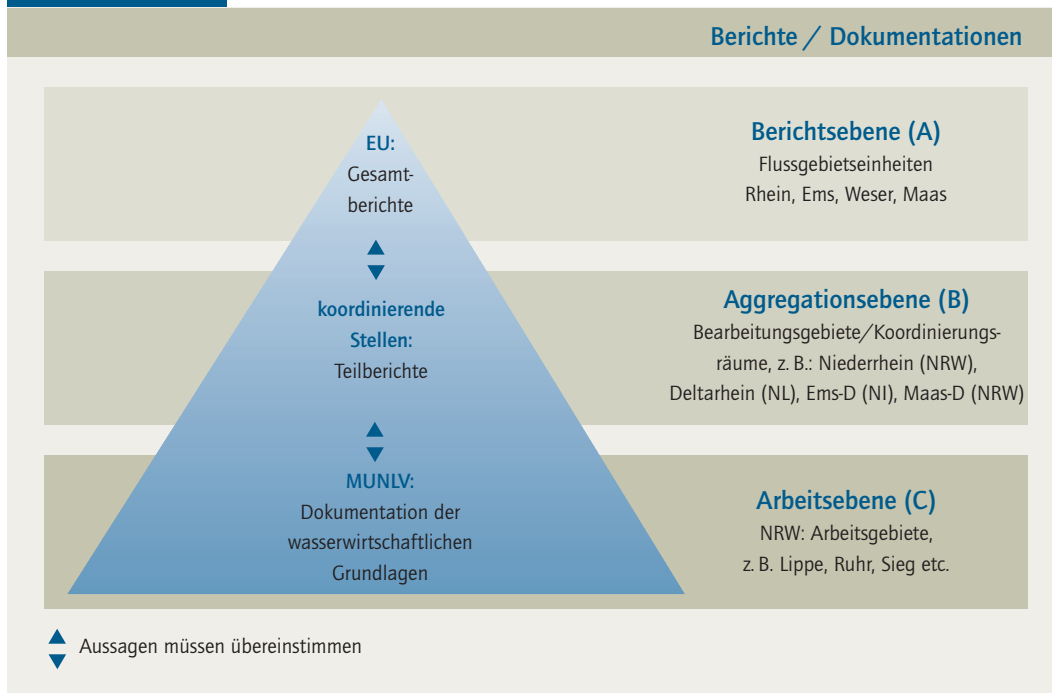 Berichte / Dokumentationen
EU:
Gesamt-
berichte
Berichtsebene (A)
Flussgebietseinheiten
Rhein, Ems, Weser, Maas
koordinierende
Stellen:
Teilberichte
Aggregationsebene (B)
Bearbeitungsgebiete/Koordinierungs-
räume, z. B.: Niederrhein (NRW),
Deltarhein (NL), Ems-D (NI), Maas-D (NRW)
MUNLV:
Dokumentation der
wasserwirtschaftlichen
Grundlagen
Arbeitsebene (C)
NRW: Arbeitsgebiete,
z. B. Lippe, Ruhr, Sieg etc.
Aussagen müssen übereinstimmen